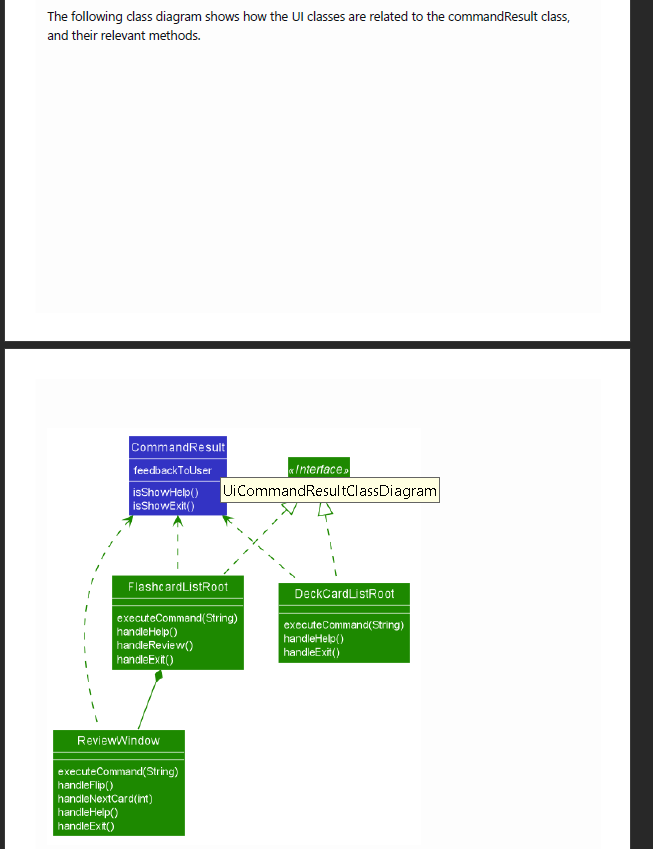 The following class diagram shows how the UI classes are related to the commandResult class,
and their relevant methods.
CommandResult
feedbackToUser
isShowHelp()
isShowExit()
«Interface»
UiCommandResultClassDiagram
FlashcardListRoot
executeCommand(String)
handleHelp()
handleReview()
handleExit()
DeckCardListRoot
executeCommand(String)
handleHelp()
handleExit()
ReviewWindow
executeCommand(String)
handleFlip()
handleNextCard(int)
handleHelp()
handleExit()